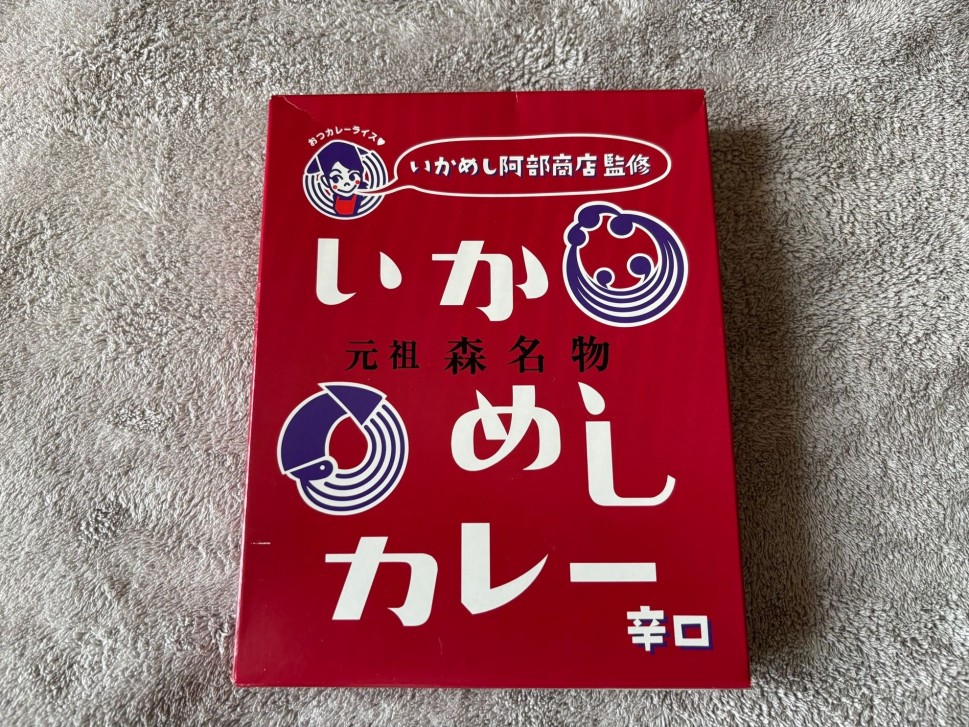 おつカレーライス♥
いかめし阿部商店監修
いか
元祖 森名物
めし
カレー
辛口